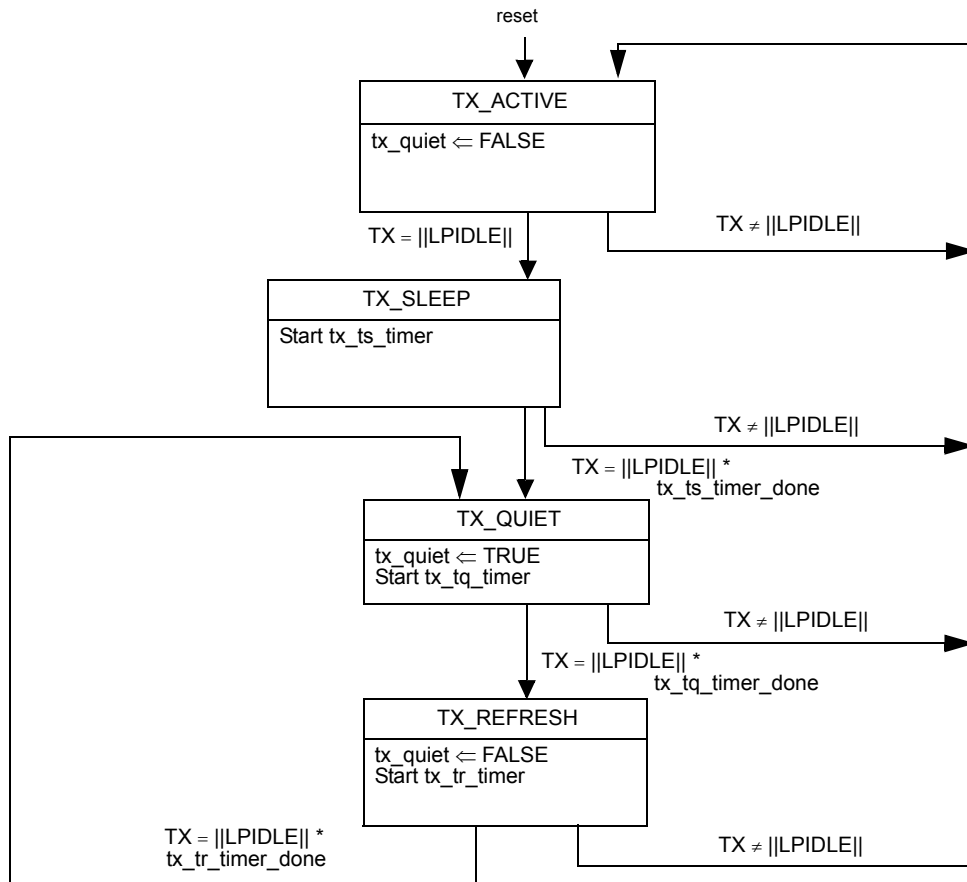 reset
TX_ACTIVE
tx_quiet ⇐ FALSE
TX = ||LPIDLE||
TX ≠ ||LPIDLE||
TX_SLEEP
Start tx_ts_timer
TX ≠ ||LPIDLE||
TX = ||LPIDLE|| *
tx_ts_timer_done
TX_QUIET
tx_quiet ⇐ TRUE
Start tx_tq_timer
TX ≠ ||LPIDLE||
TX = ||LPIDLE|| *
tx_tq_timer_done
TX_REFRESH
tx_quiet ⇐ FALSE
Start tx_tr_timer
TX = ||LPIDLE|| *
tx_tr_timer_done
TX ≠ ||LPIDLE||